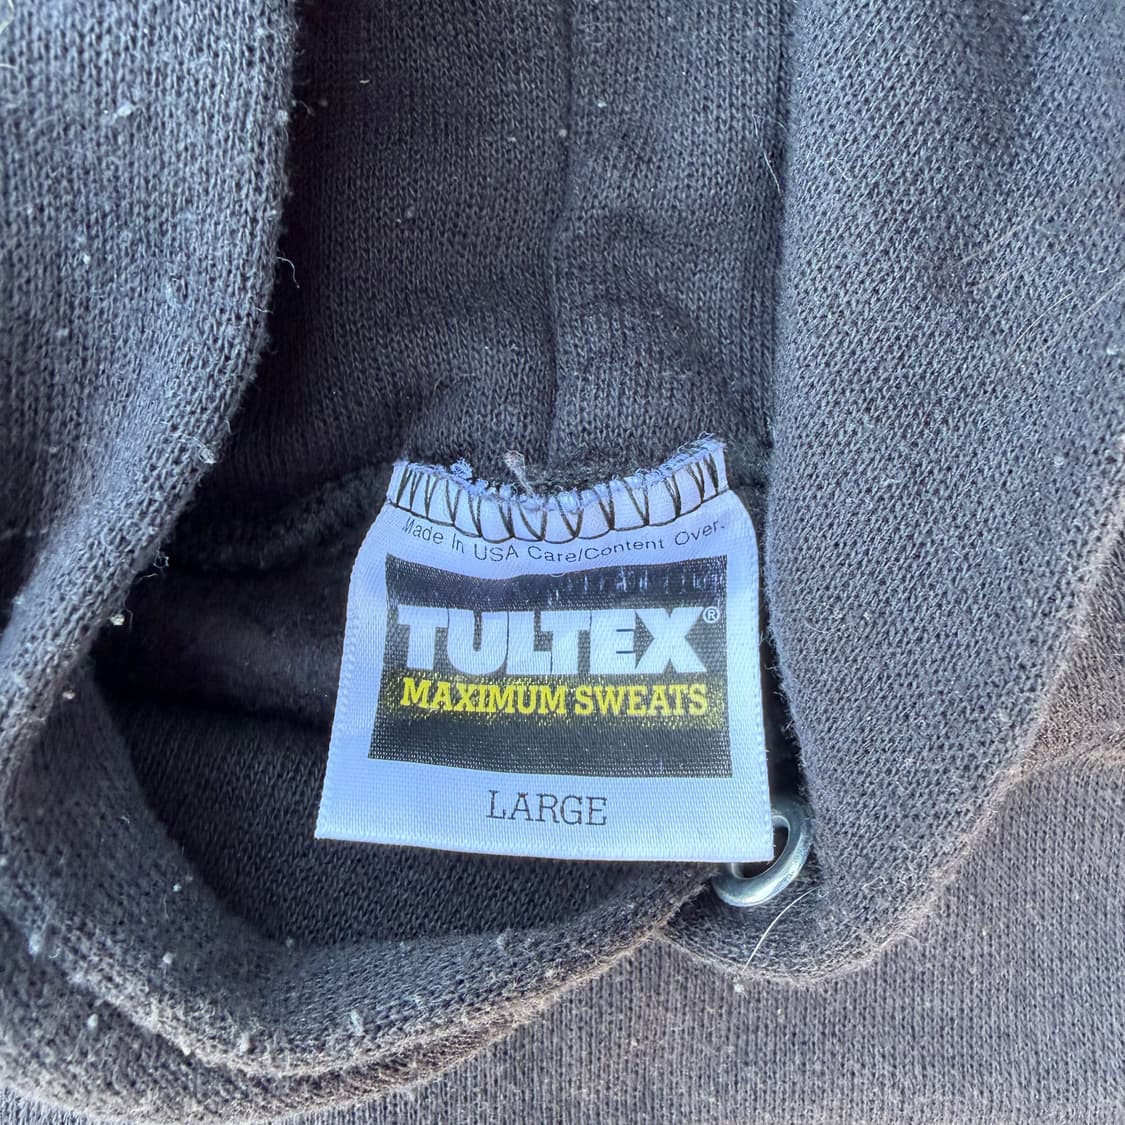 Made In USA Care/Content Over.
TULTEX®
MAXIMUM SWEATS
LARGE